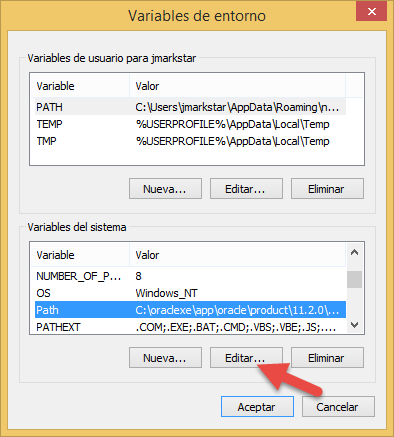 Variables de entorno
Variables de usuario para jmarkstar
Variable Valor
PATH C:\Users\jmarkstar\AppData\Roaming\n...
TEMP %USERPROFILE%\AppData\Local\Temp
TMP %USERPROFILE%\AppData\Local\Temp
Nueva... Editar... Eliminar
Variables del sistema
Variable Valor
NUMBER_OF_P... 8
OS Windows_NT
Path C:\oraclexe\app\oracle\product\11.2.0\...
PATHEXT .COM;.EXE;.BAT;.CMD;.VBS;.VBE;.JS;....
Nueva... Editar... Eliminar
Aceptar Cancelar